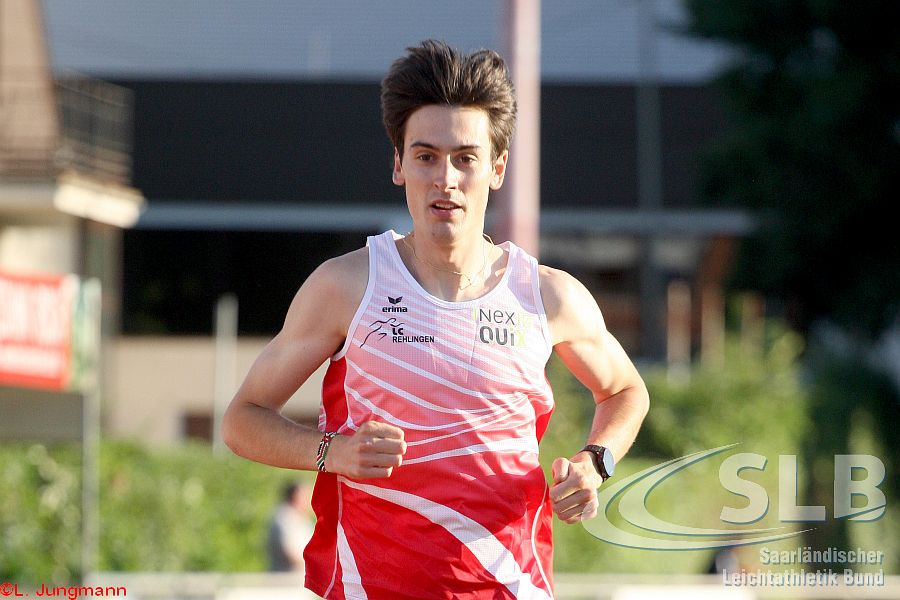 erima
LC
REHLINGEN
Nex
QUiX
SLB
Saarländischer
Leichtathletik Bund
©L. Jungmann